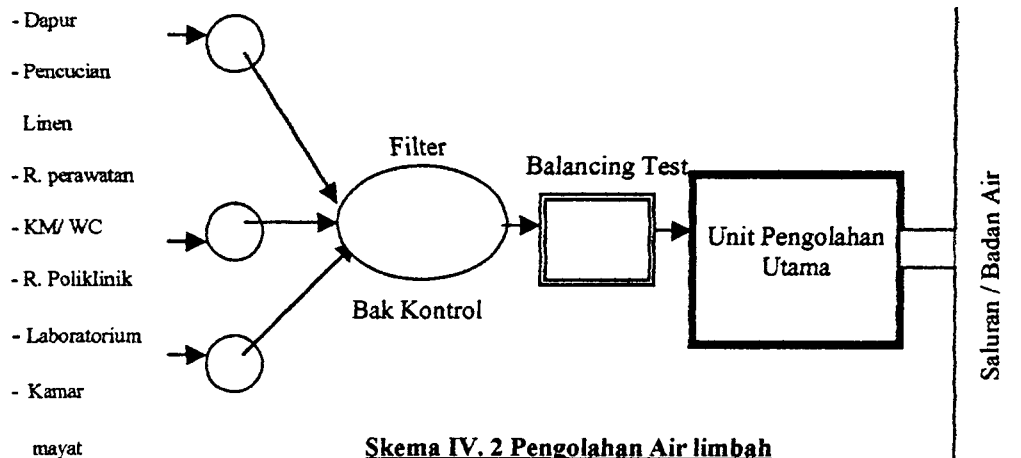 - Dapur
- Pencucian
Linen
- R. perawatan
- KM/ WC
- R. Poliklinik
- Laboratorium
- Kamar
mayat
Filter
Bak Kontrol
Balancing Test
Unit Pengolahan
Utama
Saluran / Badan Air
Skema IV. 2 Pengolahan Air limbah